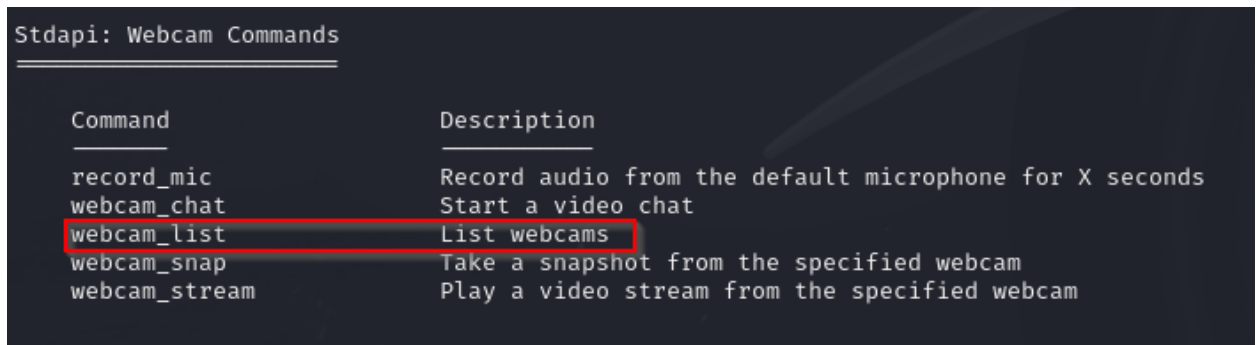 Stdapi: Webcam Commands
Command Description
record_mic Record audio from the default microphone for X seconds
webcam_chat Start a video chat
webcam_list List webcams
webcam_snap Take a snapshot from the specified webcam
webcam_stream Play a video stream from the specified webcam